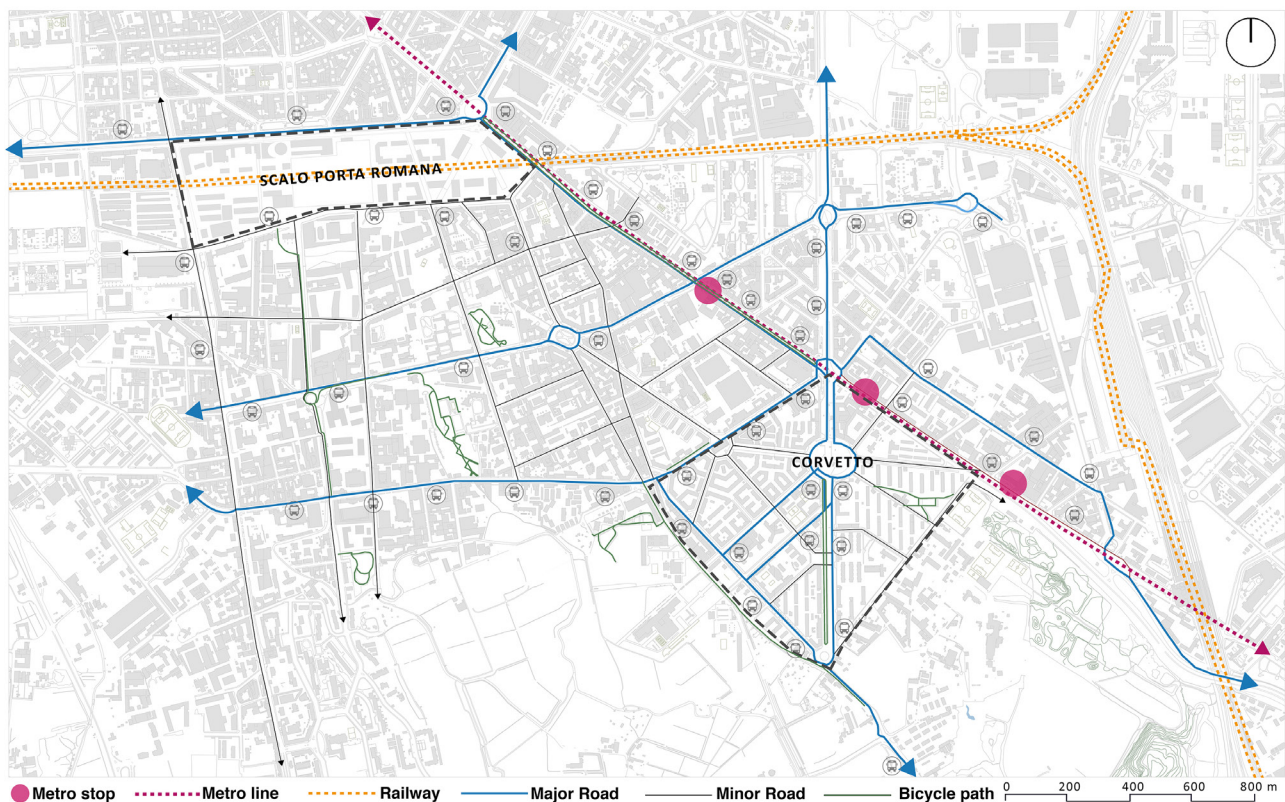 SCALO PORTA ROMANA
CORVETTO
Metro stop Metro line Railway Major Road Minor Road Bicycle path 0 200 400 600 800 m